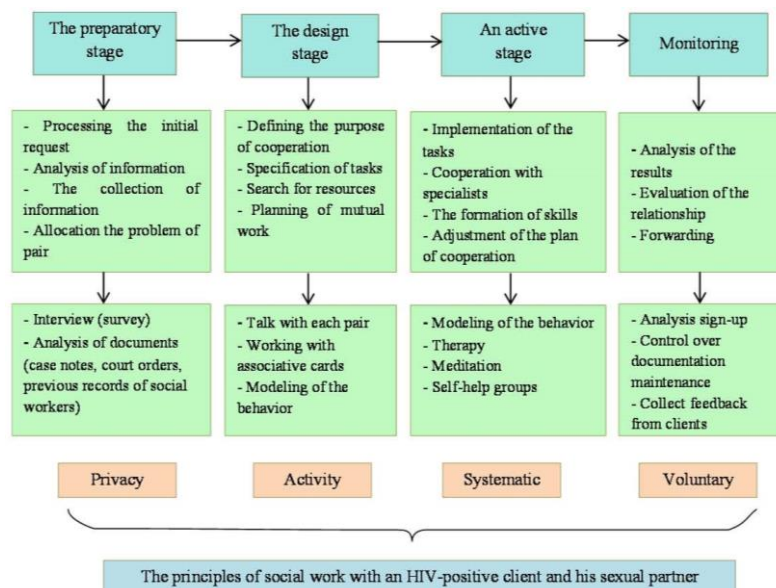 The preparatory
stage
The design
stage
An active
stage
Monitoring
- Processing the initial
request
- Analysis of information
- The collection of
information
- Allocation the problem of
pair
- Defining the purpose
of cooperation
- Specification of tasks
- Search for resources
- Planning of mutual
work
- Implementation of the
tasks
- Cooperation with
specialists
- The formation of skills
- Adjustment of the plan
of cooperation
- Analysis of the
results
- Evaluation of the
relationship
- Forwarding
- Interview (survey)
- Analysis of documents
(case notes, court orders,
previous records of social
workers)
- Talk with each pair
- Working with
associative cards
- Modeling of the
behavior
- Modeling of the behavior
- Therapy
- Meditation
- Self-help groups
- Analysis sign-up
- Control over
documentation
maintenance
- Collect feedback
from clients
Privacy
Activity
Systematic
Voluntary
The principles of social work with an HIV-positive client and his sexual partner